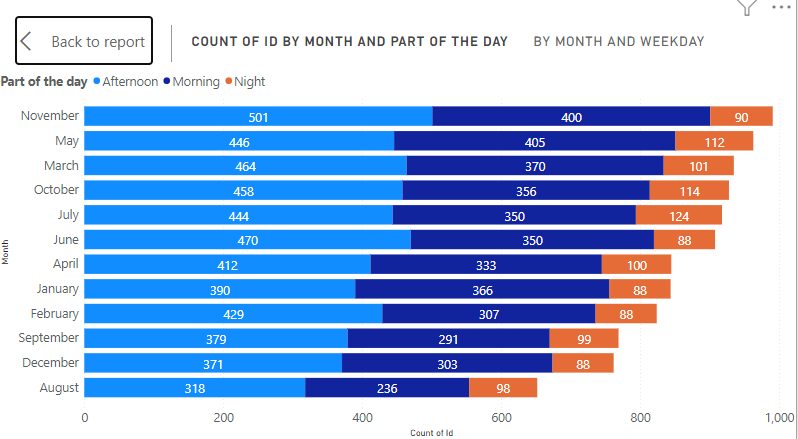 Back to report
COUNT OF ID BY MONTH AND PART OF THE DAY
BY MONTH AND WEEKDAY
Part of the day Afternoon Morning Night
Month
November 501 400 90
May 446 405 112
March 464 370 101
October 458 356 114
July 444 350 124
June 470 350 88
April 412 333 100
January 390 366 88
February 429 307 88
September 379 291 99
December 371 303 88
August 318 236 98
0 200 400 600 800 1,000
Count of Id